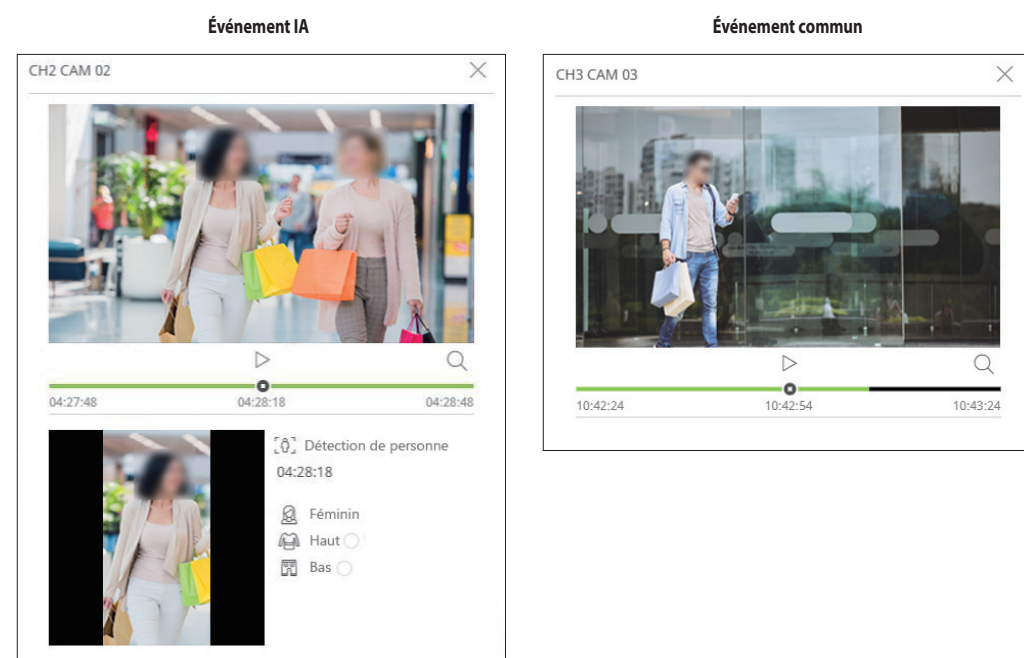 Événement IA
CH2 CAM 02
04:27:48 04:28:18 04:28:48
Détection de personne
04:28:18
Féminin
Haut
Bas
Événement commun
CH3 CAM 03
10:42:24 10:42:54 10:43:24